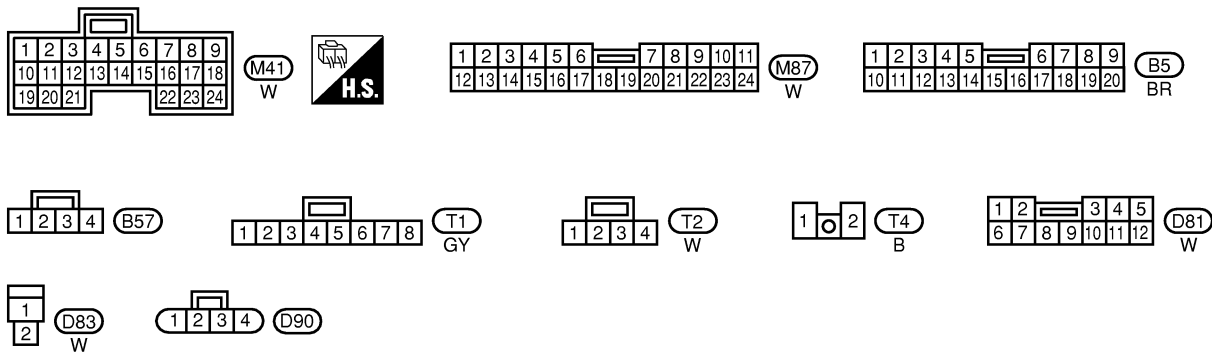 1 2 3 4 5 6 7 8 9
10 11 12 13 14 15 16 17 18
19 20 21 22 23 24
M41
W
H.S.
1 2 3 4 5 6 7 8 9 10 11
12 13 14 15 16 17 18 19 20 21 22 23 24
M87
W
1 2 3 4 5 6 7 8 9
10 11 12 13 14 15 16 17 18 19 20
B5
BR
1 2 3 4
B57
1 2 3 4 5 6 7 8
T1
GY
1 2 3 4
T2
W
1 2
T4
B
1 2 3 4 5
6 7 8 9 10 11 12
D81
W
1
2
D83
W
1 2 3 4
D90